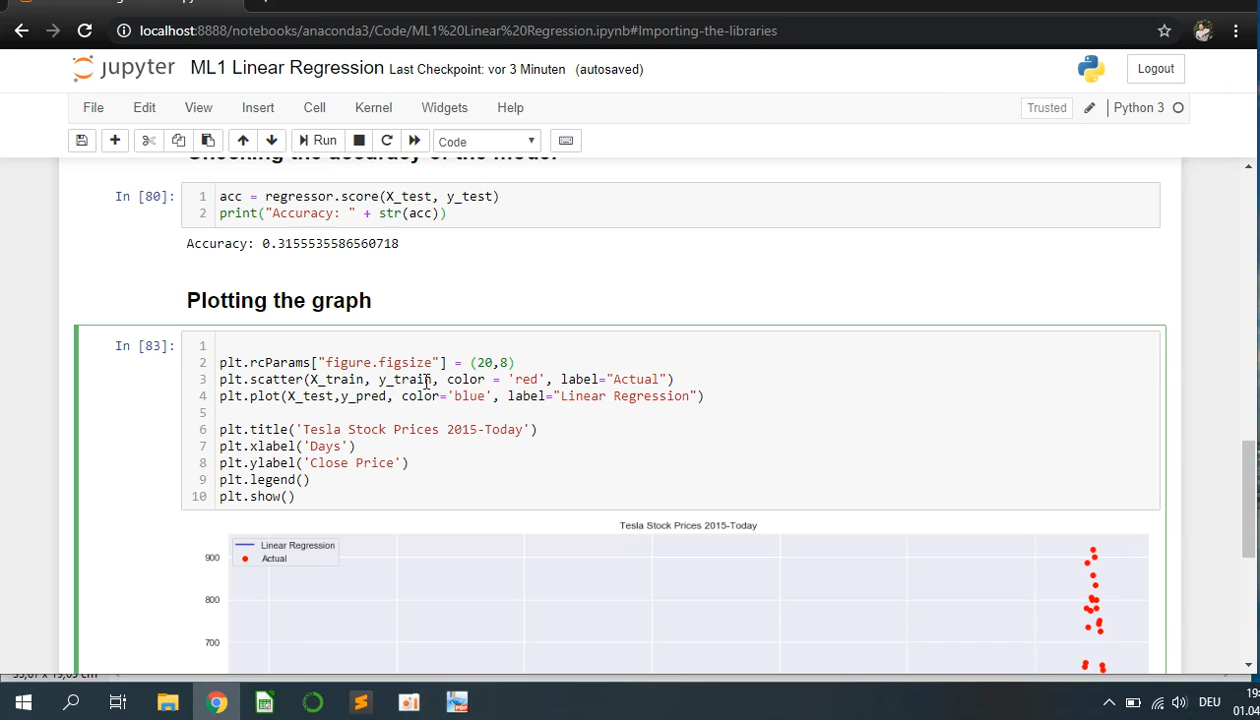 localhost:8888/notebooks/anaconda3/Code/ML1%20Linear%20Regression.ipynb#Importing-the-libraries
jupyter ML1 Linear Regression Last Checkpoint: vor 3 Minuten (autosaved) Logout
File Edit View Insert Cell Kernel Widgets Help Trusted Python 3
Run Code
Checking the accuracy of the model
In [80]: 1 acc = regressor.score(X_test, y_test)
2 print("Accuracy: " + str(acc))
Accuracy: 0.3155535586560718
Plotting the graph
In [83]: 1
2 plt.rcParams["figure.figsize"] = (20,8)
3 plt.scatter(X_train, y_train, color = 'red', label="Actual")
4 plt.plot(X_test,y_pred, color='blue', label="Linear Regression")
5
6 plt.title('Tesla Stock Prices 2015-Today')
7 plt.xlabel('Days')
8 plt.ylabel('Close Price')
9 plt.legend()
10 plt.show()
Tesla Stock Prices 2015-Today
Linear Regression
Actual
900
800
700
DEU